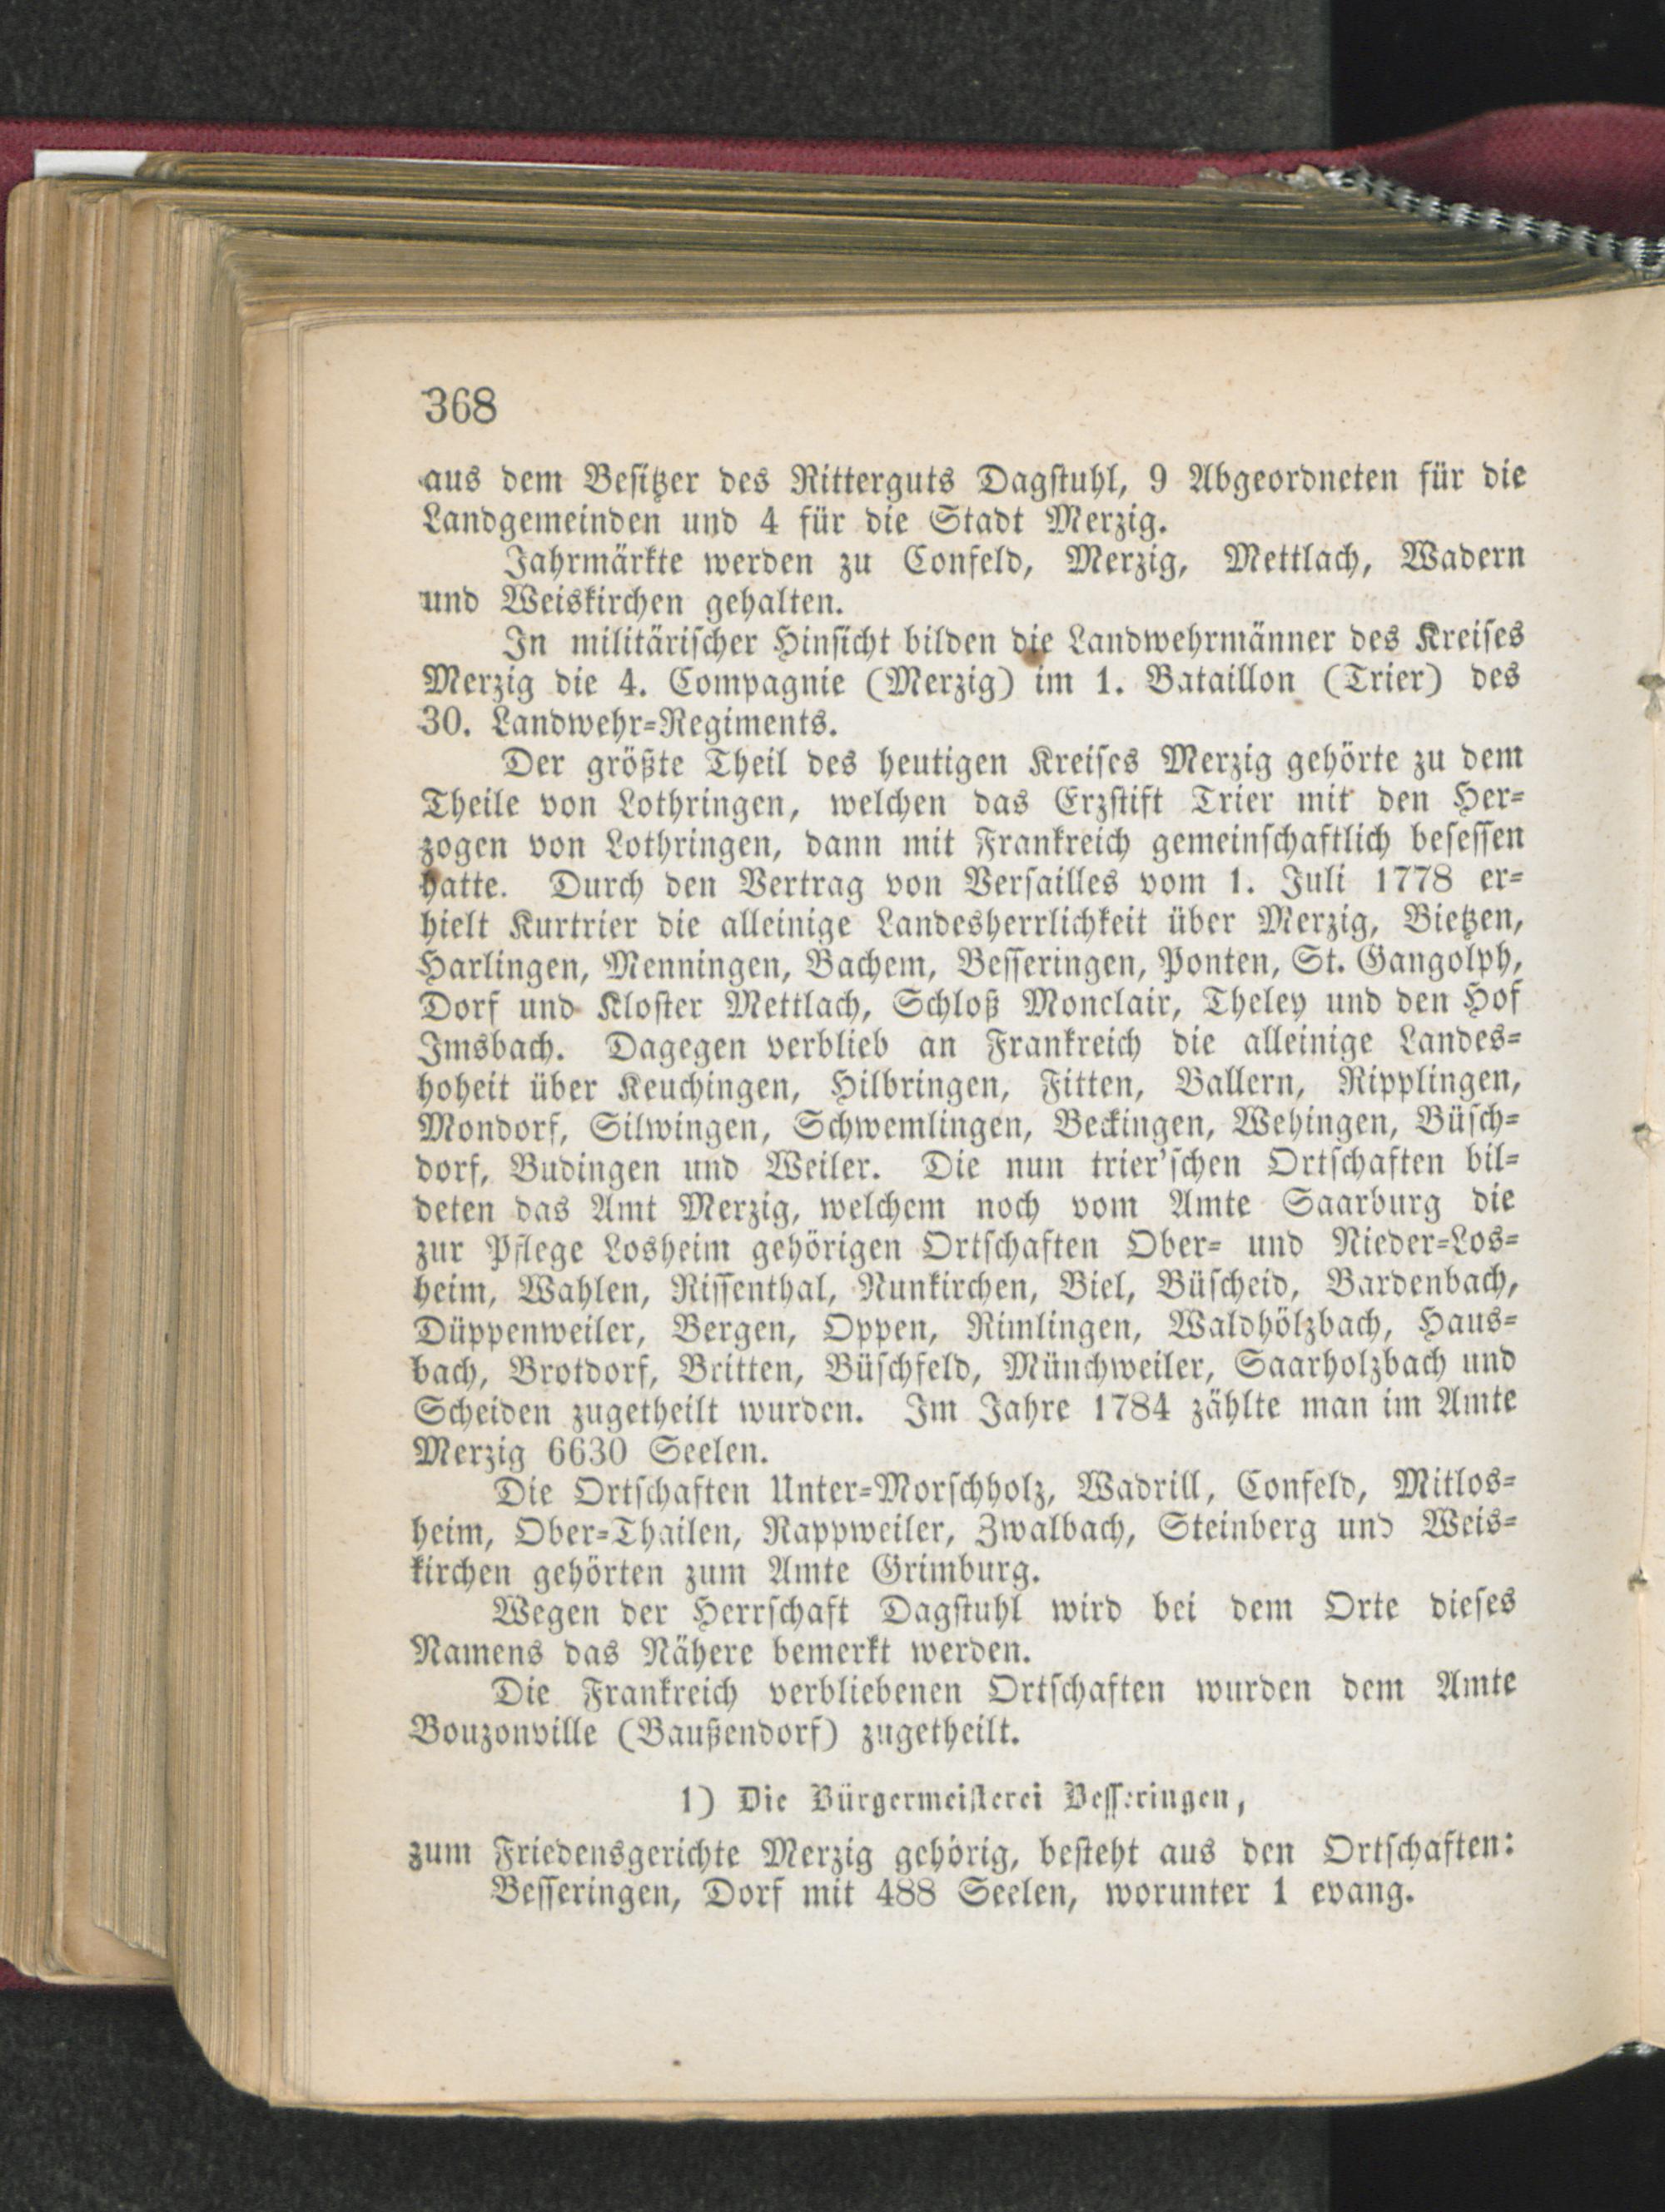 368
aus dem Besitzer des Ritterguts Dagstuhl, 9 Abgeordneten für die
Landgemeinden und 4 für die Stadt Merzig.
Jahrmärkte werden zu Confeld, Merzig, Mettlach, Wadern
und Weiskirchen gehalten.
In militärischer Hinsicht bilden die Landwehrmänner des Kreises
Merzig die 4. Compagnie (Merzig) im 1. Bataillon (Trier) des
30. Landwehr-Regiments.
Der größte Theil des heutigen Kreises Merzig gehörte zu dem
Theile von Lothringen, welchen das Erzstift Trier mit den Her-
zogen von Lothringen, dann mit Frankreich gemeinschaftlich besessen
hatte. Durch den Vertrag von Versailles vom 1. Juli 1778 er-
hielt Kurtrier die alleinige Landesherrlichkeit über Merzig, Bietzen,
Harlingen, Menningen, Bachem, Besseringen, Ponten, St. Gangolph,
Dorf und Kloster Mettlach, Schloß Monclair, Theley und den Hof
Imsbach. Dagegen verblieb an Frankreich die alleinige Landes-
hoheit über Keuchingen, Hilbringen, Fitten, Ballern, Ripplingen,
Mondorf, Silwingen, Schwemlingen, Beckingen, Wehingen, Büsch-
dorf, Budingen und Weiler. Die nun trier'schen Ortschaften bil-
deten das Amt Merzig, welchem noch vom Amte Saarburg die
zur Pflege Losheim gehörigen Ortschaften Ober- und Nieder-Los-
heim, Wahlen, Rissenthal, Nunkirchen, Biel, Büscheid, Bardenbach,
Düppenweiler, Bergen, Oppen, Rimlingen, Waldhölzbach, Haus-
bach, Brotdorf, Britten, Büschfeld, Münchweiler, Saarholzbach und
Scheiden zugetheilt wurden. Im Jahre 1784 zählte man im Amte
Merzig 6630 Seelen.
Die Ortschaften Unter-Morschholz, Wadrill, Confeld, Mitlos-
heim, Ober-Thailen, Rappweiler, Zwalbach, Steinberg und Weis-
kirchen gehörten zum Amte Grimburg.
Wegen der Herrschaft Dagstuhl wird bei dem Orte dieses
Namens das Nähere bemerkt werden.
Die Frankreich verbliebenen Ortschaften wurden dem Amte
Bouzonville (Baußendorf) zugetheilt.
1) Die Bürgermeisterei Besseringen,
zum Friedensgerichte Merzig gehörig, besteht aus den Ortschaften:
Besseringen, Dorf mit 488 Seelen, worunter 1 evang.